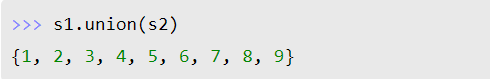 >>> s1.union(s2)
{1, 2, 3, 4, 5, 6, 7, 8, 9}